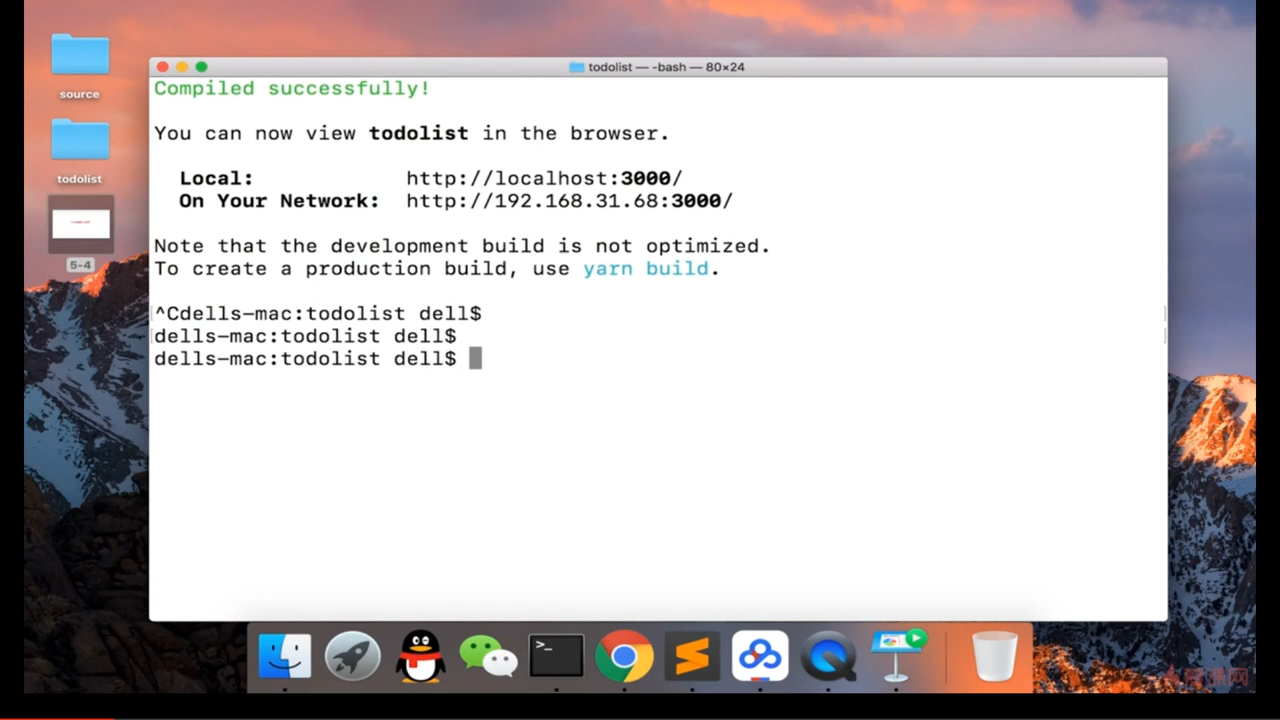 todolist — -bash — 80×24
source
todolist
5-4
Compiled successfully!
You can now view todolist in the browser.
Local: http://localhost:3000/
On Your Network: http://192.168.31.68:3000/
Note that the development build is not optimized.
To create a production build, use yarn build.
^Cdells-mac:todolist dell$
dells-mac:todolist dell$
dells-mac:todolist dell$
>_